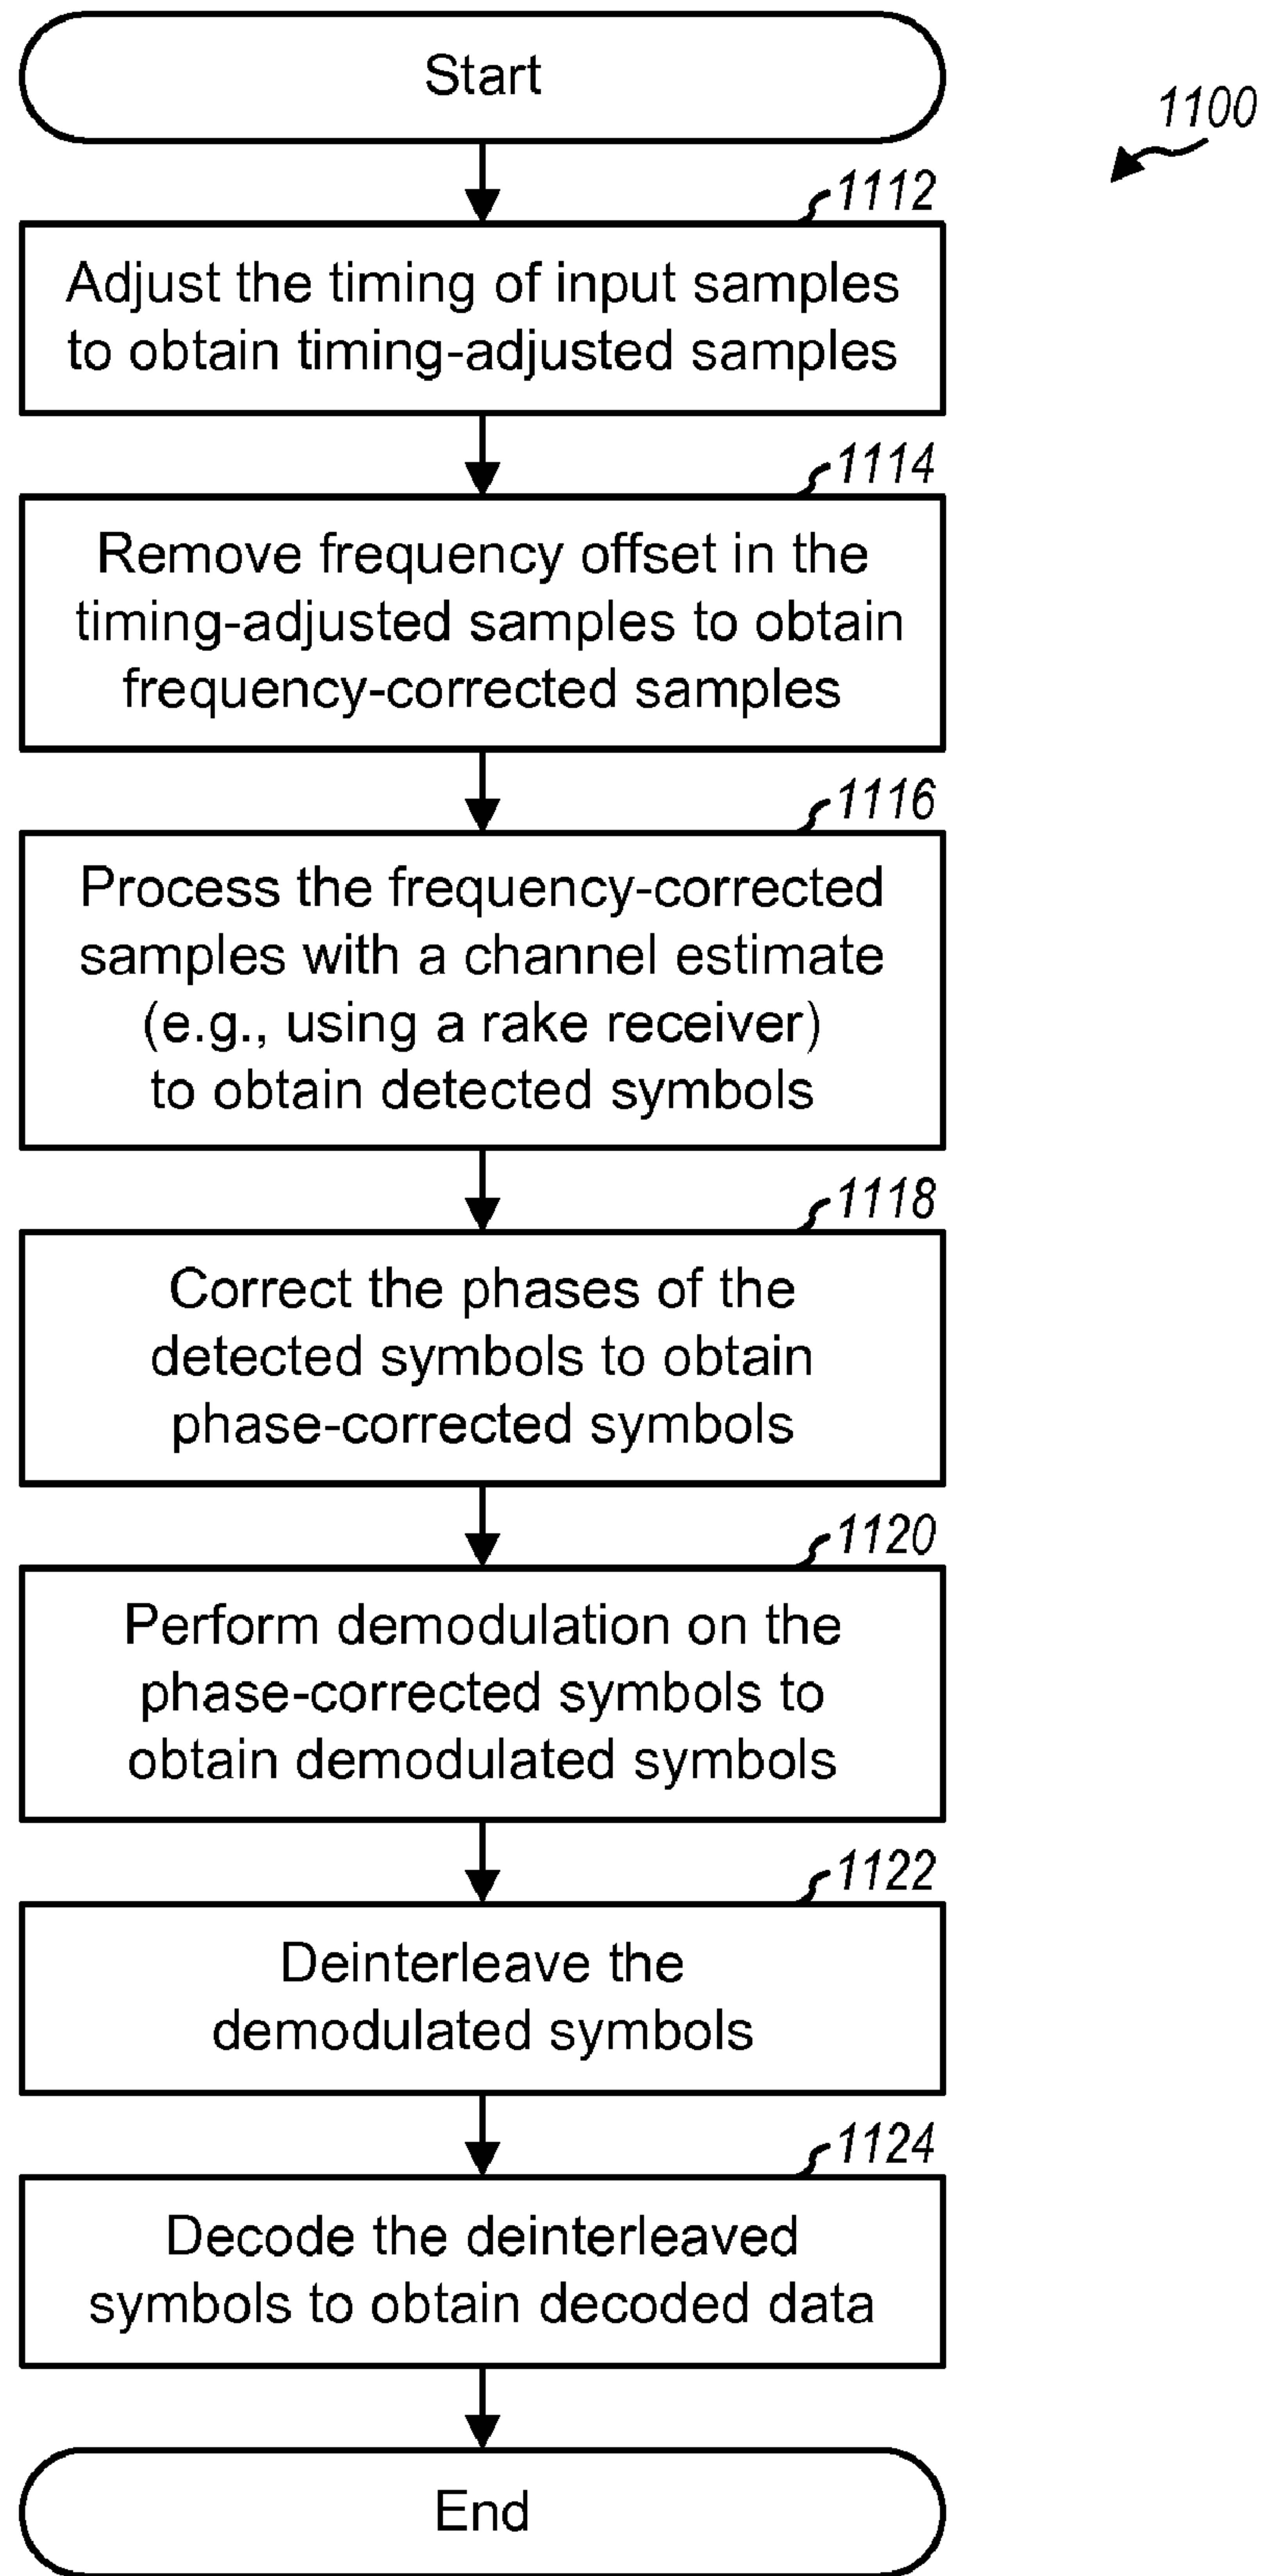 Start
1100
1112
Adjust the timing of input samples
to obtain timing-adjusted samples
1114
Remove frequency offset in the
timing-adjusted samples to obtain
frequency-corrected samples
1116
Process the frequency-corrected
samples with a channel estimate
(e.g., using a rake receiver)
to obtain detected symbols
1118
Correct the phases of the
detected symbols to obtain
phase-corrected symbols
1120
Perform demodulation on the
phase-corrected symbols to
obtain demodulated symbols
1122
Deinterleave the
demodulated symbols
1124
Decode the deinterleaved
symbols to obtain decoded data
End